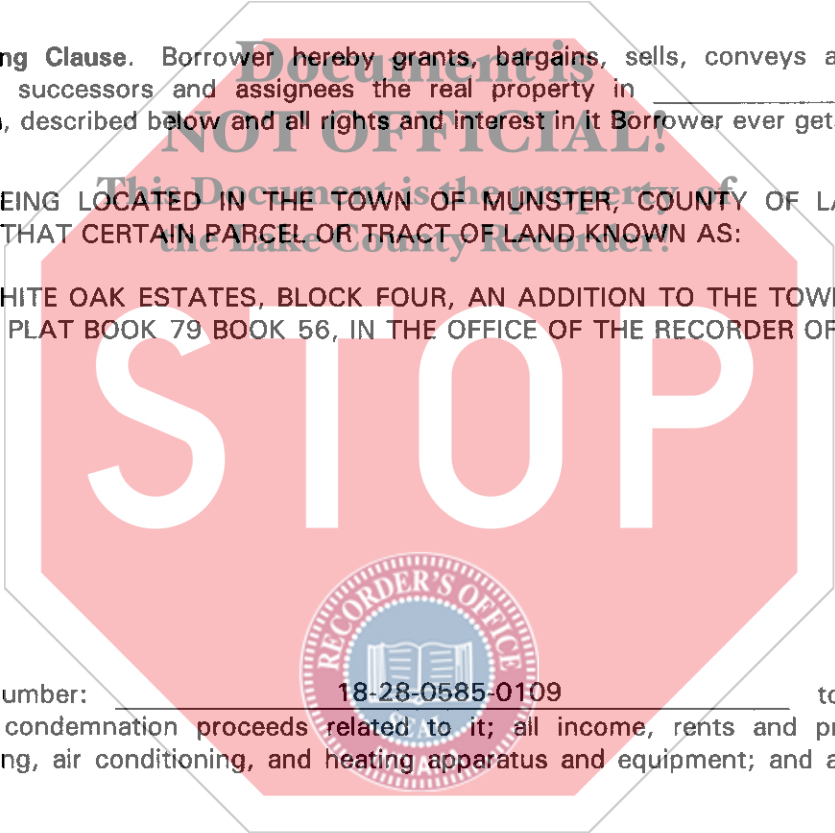 ng Clause. Borrower hereby grants, bargains, sells, conveys a
Document is
successors and assignees the real property in
, described below and all rights and interest in it Borrower ever get
NOT OFFICIAL!
This Document is the property of
EING LOCATED IN THE TOWN OF MUNSTER, COUNTY OF LA
the Lake County Recorder!
THAT CERTAIN PARCEL OR TRACT OF LAND KNOWN AS:
HITE OAK ESTATES, BLOCK FOUR, AN ADDITION TO THE TOW
PLAT BOOK 79 BOOK 56, IN THE OFFICE OF THE RECORDER OF
STOP
RECORDER'S OFFICE
umber: 18-28-0585-0109 to
SEAL
condemnation proceeds related to it; all income, rents and pr
ng, air conditioning, and heating apparatus and equipment; and a